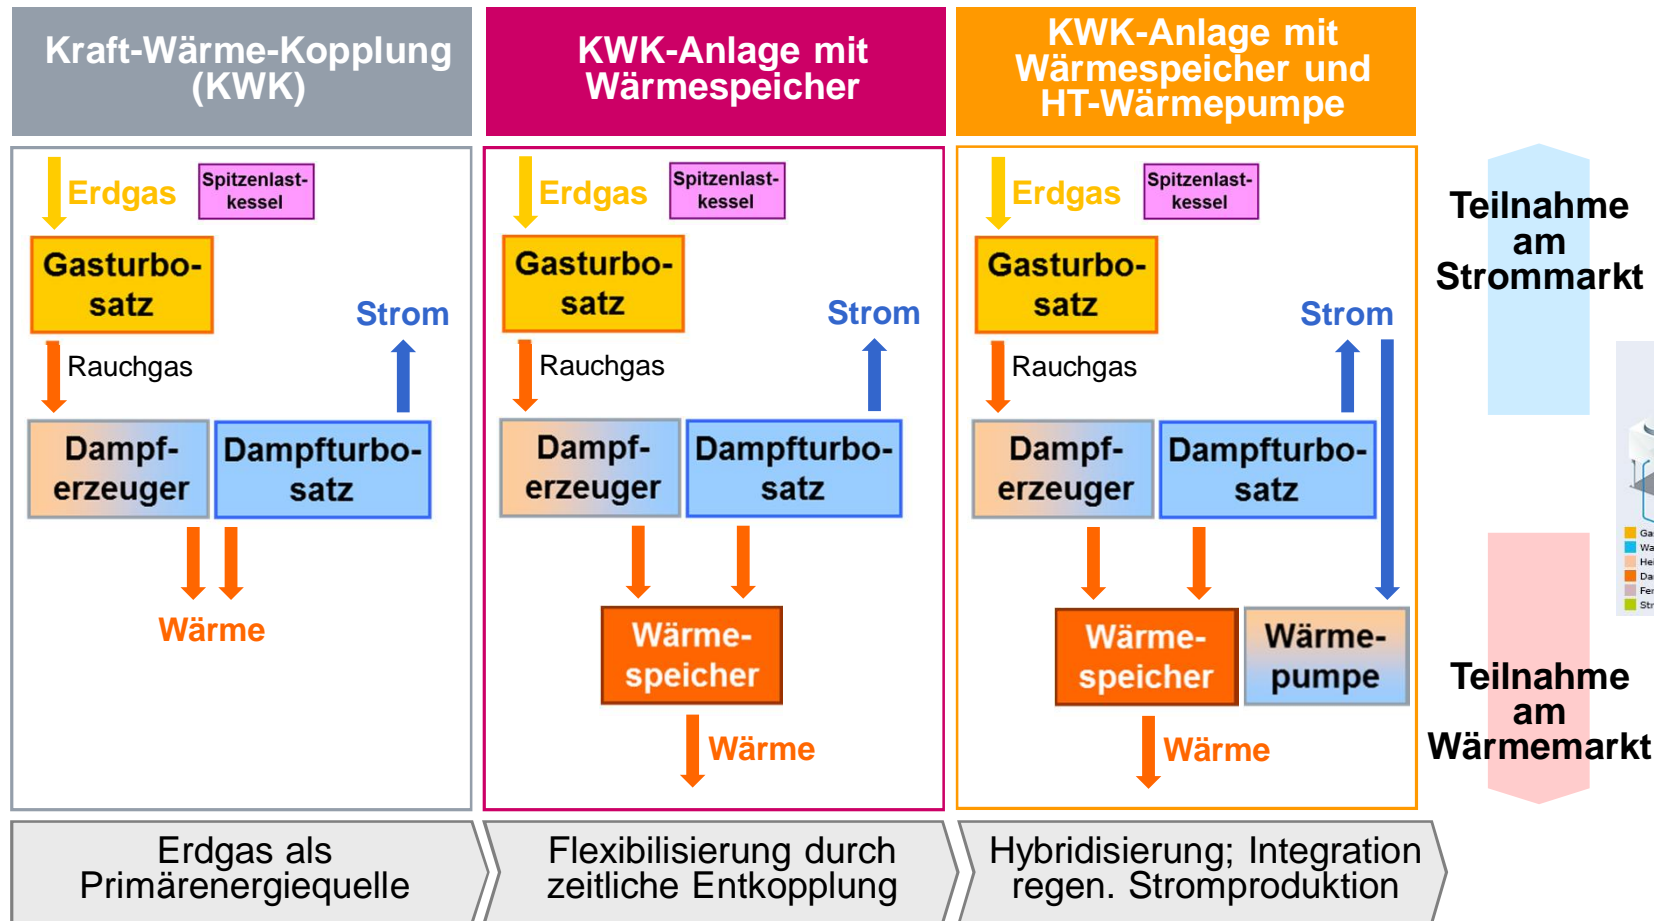 Kraft-Wärme-Kopplung
(KWK)
KWK-Anlage mit
Wärmespeicher
KWK-Anlage mit
Wärmespeicher und
HT-Wärmepumpe
Erdgas
Spitzenlast-
kessel
Gasturbo-
satz
Strom
Rauchgas
Dampf-
erzeuger
Dampfturbo-
satz
Wärme
Erdgas
Spitzenlast-
kessel
Gasturbo-
satz
Strom
Rauchgas
Dampf-
erzeuger
Dampfturbo-
satz
Wärme-
speicher
Wärme
Erdgas
Spitzenlast-
kessel
Gasturbo-
satz
Strom
Rauchgas
Dampf-
erzeuger
Dampfturbo-
satz
Wärme-
speicher
Wärme-
pumpe
Wärme
Teilnahme
am
Strommarkt
Teilnahme
am
Wärmemarkt
Erdgas als
Primärenergiequelle
Flexibilisierung durch
zeitliche Entkopplung
Hybridisierung; Integration
regen. Stromproduktion